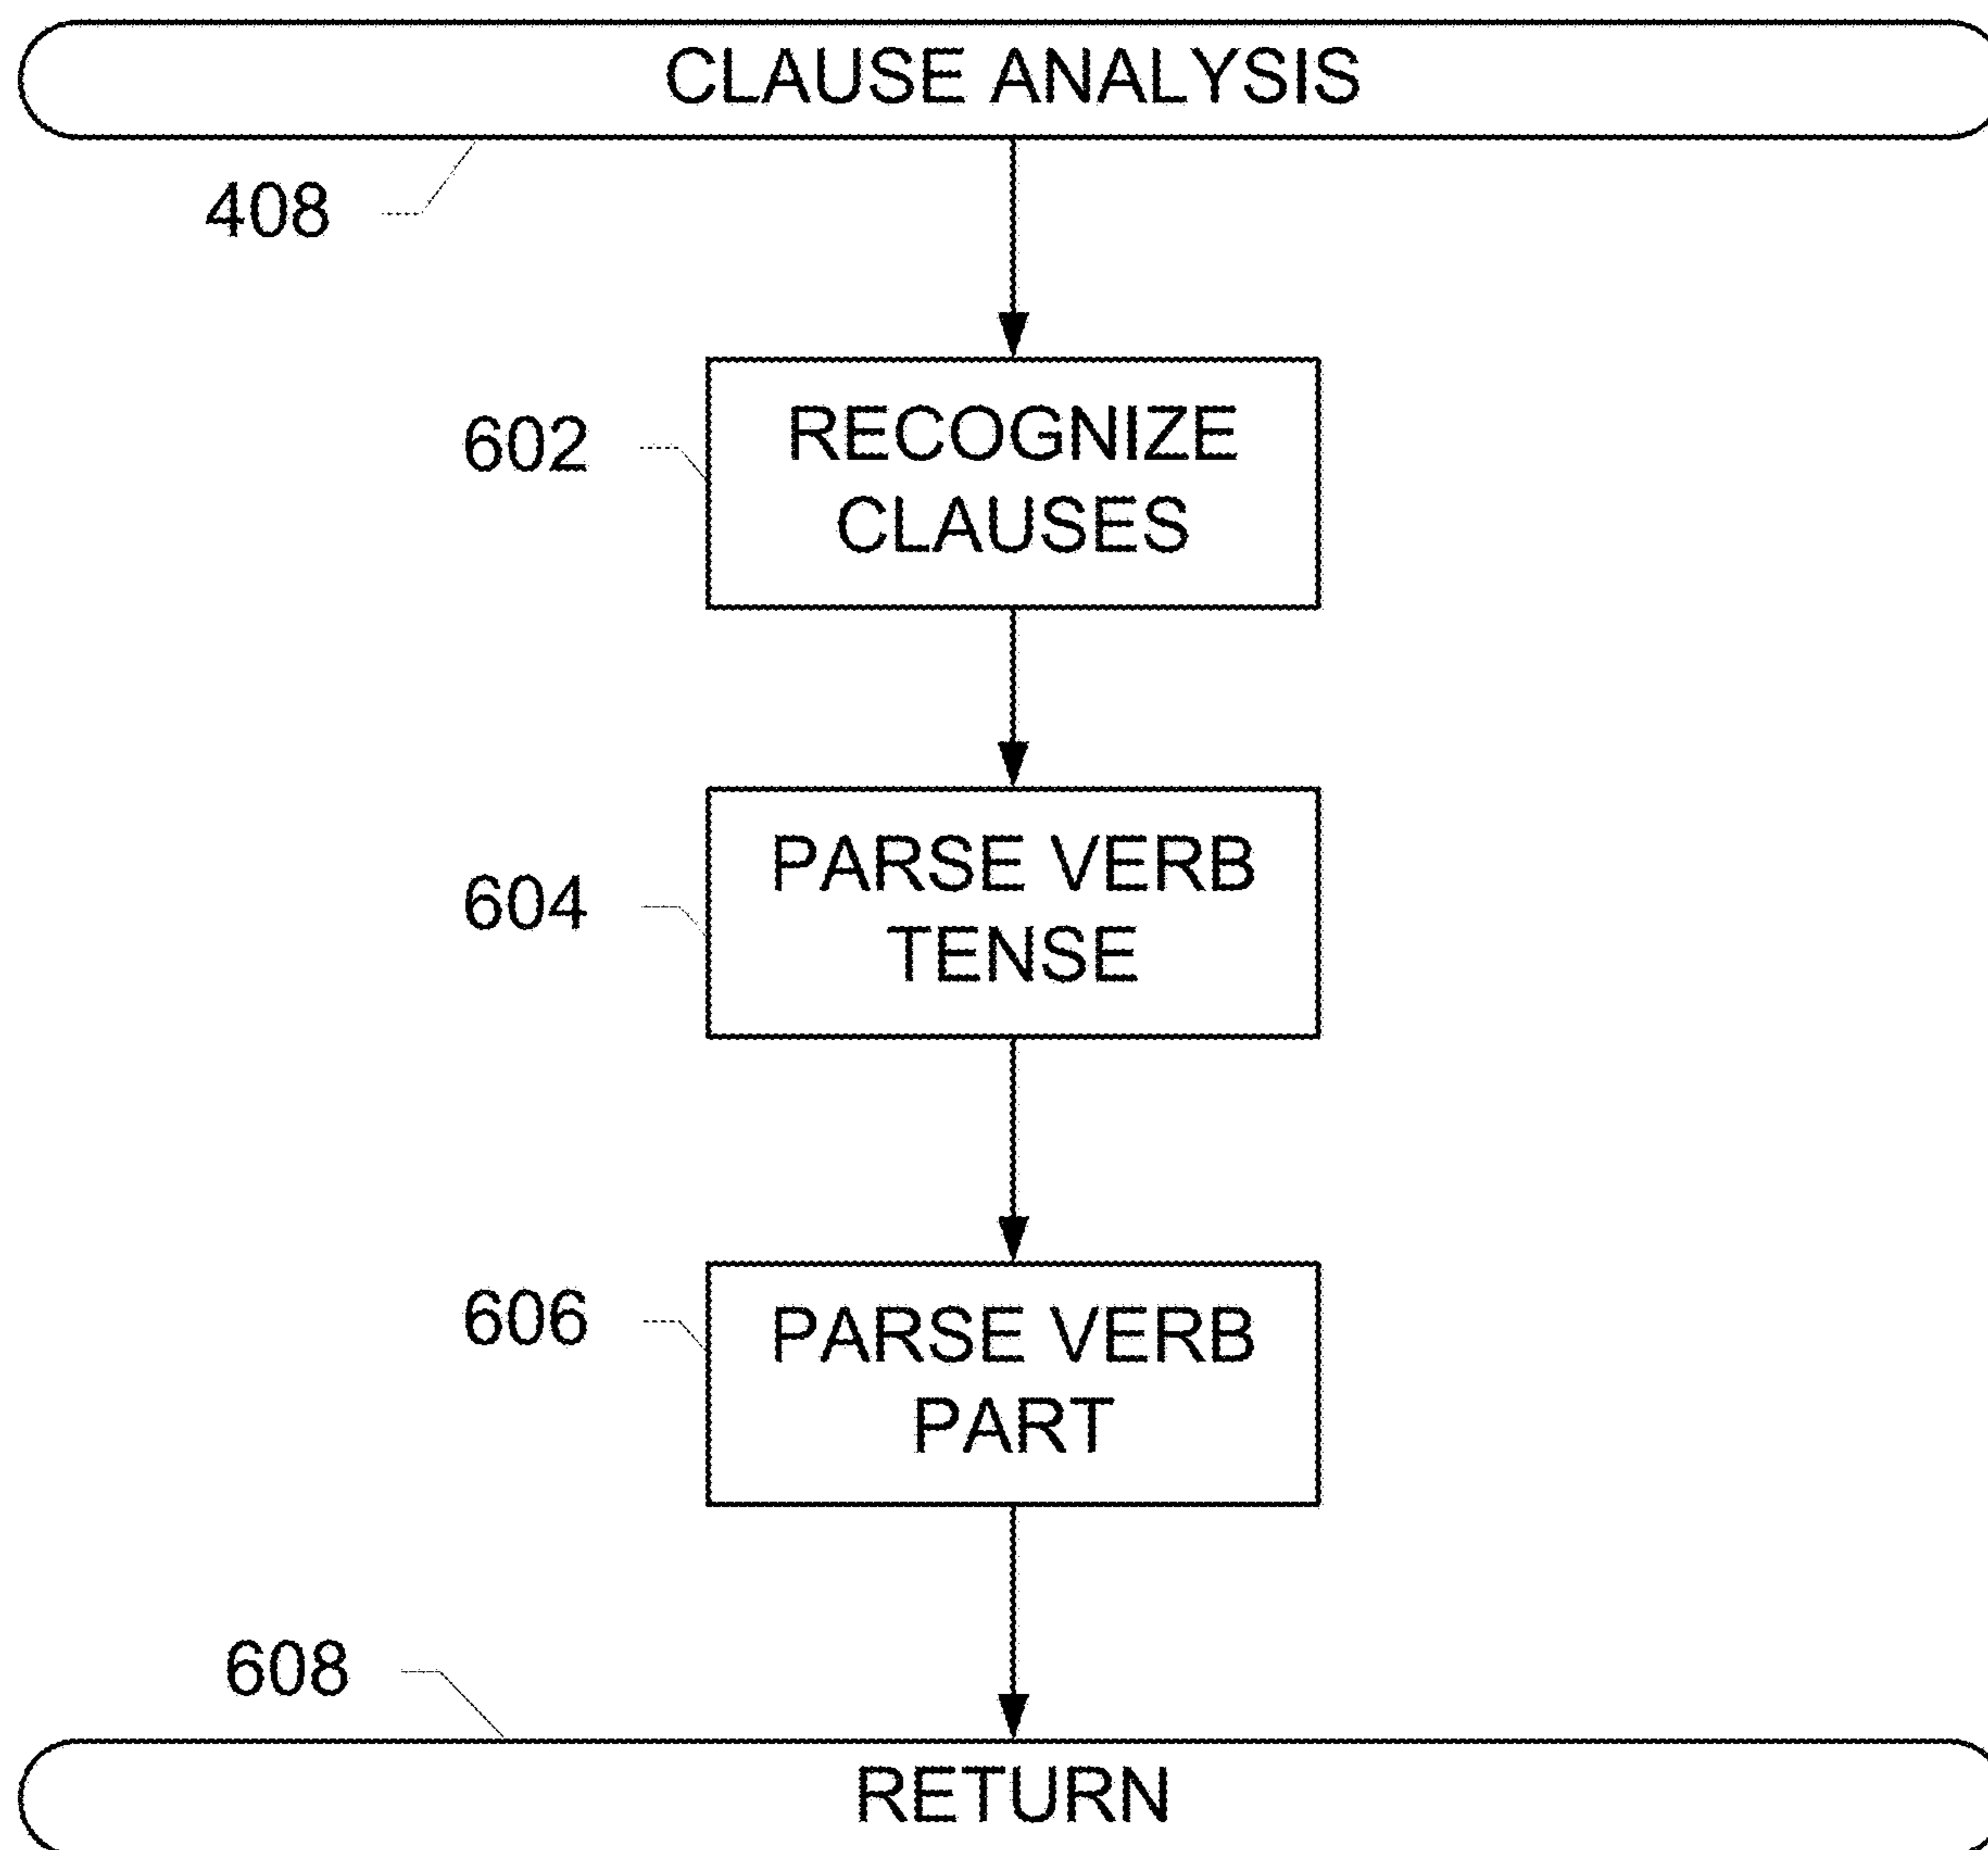 CLAUSE ANALYSIS
408
602
RECOGNIZE
CLAUSES
604
PARSE VERB
TENSE
606
PARSE VERB
PART
608
RETURN